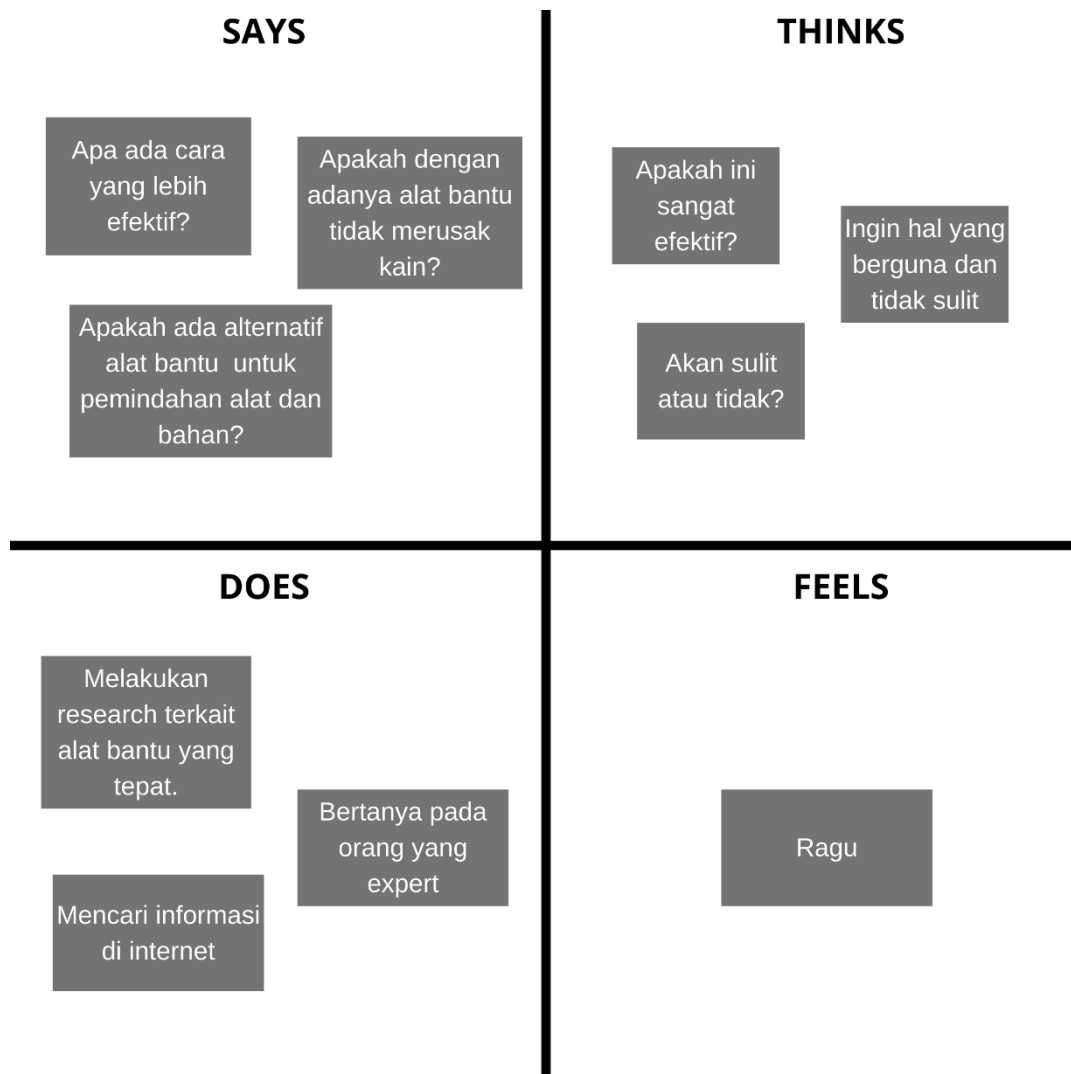 SAYS
Apa ada cara
yang lebih
efektif?
Apakah dengan
adanya alat bantu
tidak merusak
kain?
Apakah ada alternatif
alat bantu  untuk
pemindahan alat dan
bahan?
THINKS
Apakah ini
sangat
efektif?
Ingin hal yang
berguna dan
tidak sulit
Akan sulit
atau tidak?
DOES
Melakukan
research terkait
alat bantu yang
tepat.
Bertanya pada
orang yang
expert
Mencari informasi
di internet
FEELS
Ragu